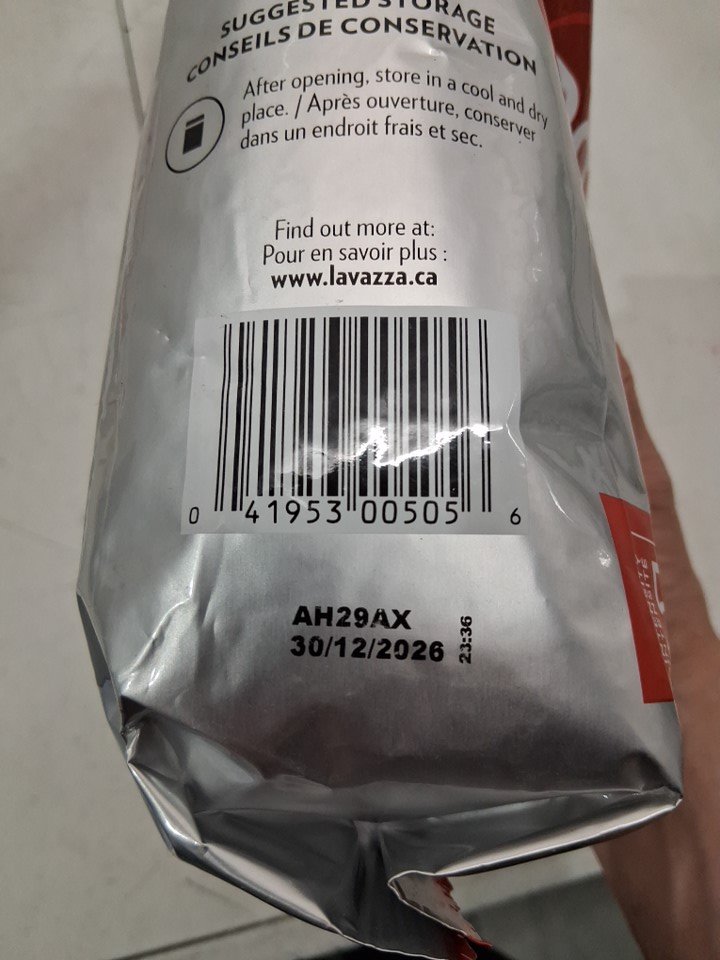 SUGGESTED STORAGE
CONSEILS DE CONSERVATION
After opening, store in a cool and dry
place. / Après ouverture, conserver
dans un endroit frais et sec.
Find out more at:
Pour en savoir plus :
www.lavazza.ca
0 41953 00505 6
AH29AX
30/12/2026 23:36